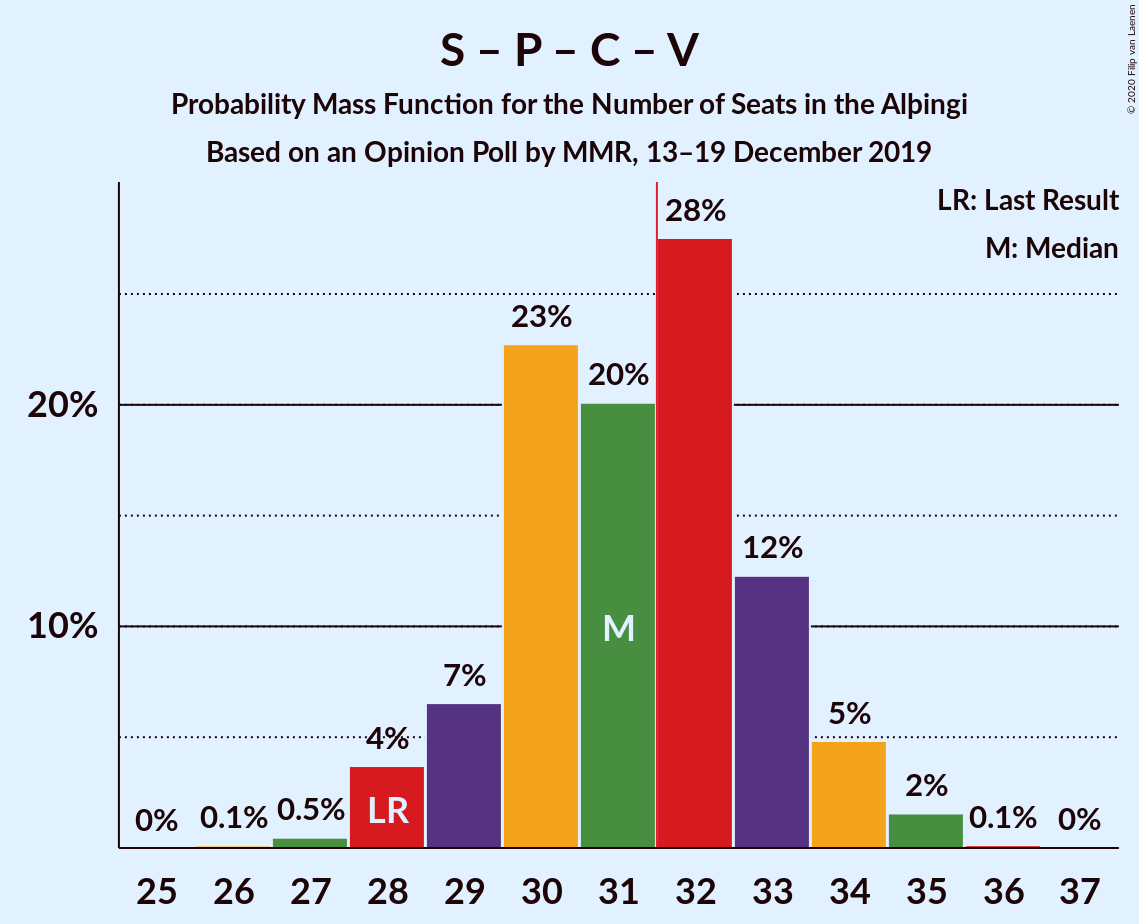 S – P – C – V
Probability Mass Function for the Number of Seats in the Alþingi
Based on an Opinion Poll by MMR, 13–19 December 2019
© 2020 Filip van Laenen
LR: Last Result
M: Median
28%
23%
20%
20%
12%
M
10%
7%
5%
4%
2%
LR
0%
0.1%
0.5%
0.1%
0%
25 26 27 28 29 30 31 32 33 34 35 36 37